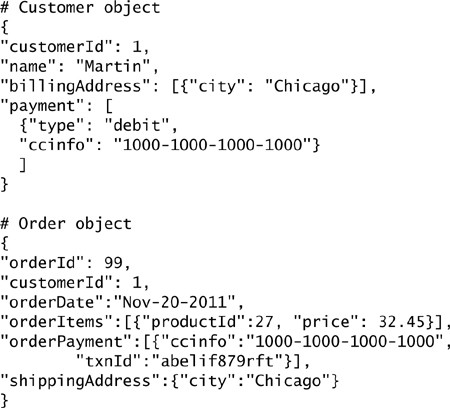 # Customer object
{
"customerId": 1,
"name": "Martin",
"billingAddress": [{"city": "Chicago"}],
"payment": [
{"type": "debit",
"ccinfo": "1000-1000-1000-1000"}
]
}
# Order object
{
"orderId": 99,
"customerId": 1,
"orderDate":"Nov-20-2011",
"orderItems":[{"productId":27, "price": 32.45}],
"orderPayment":[{"ccinfo":"1000-1000-1000-1000",
"txnId":"abelif879rft"}],
"shippingAddress":{"city":"Chicago"}
}